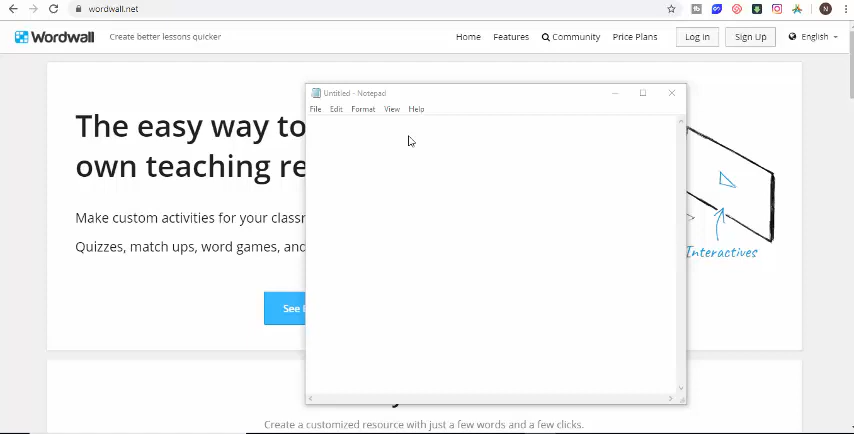 wordwall.net
N
Wordwall
Create better lessons quicker
Home
Features
Community
Price Plans
Log in
Sign Up
English
Untitled - Notepad
File
Edit
Format
View
Help
The easy way to
own teaching re
Make custom activities for your classr
Quizzes, match ups, word games, and
See
Interactives
Create a customized resource with just a few words and a few clicks.